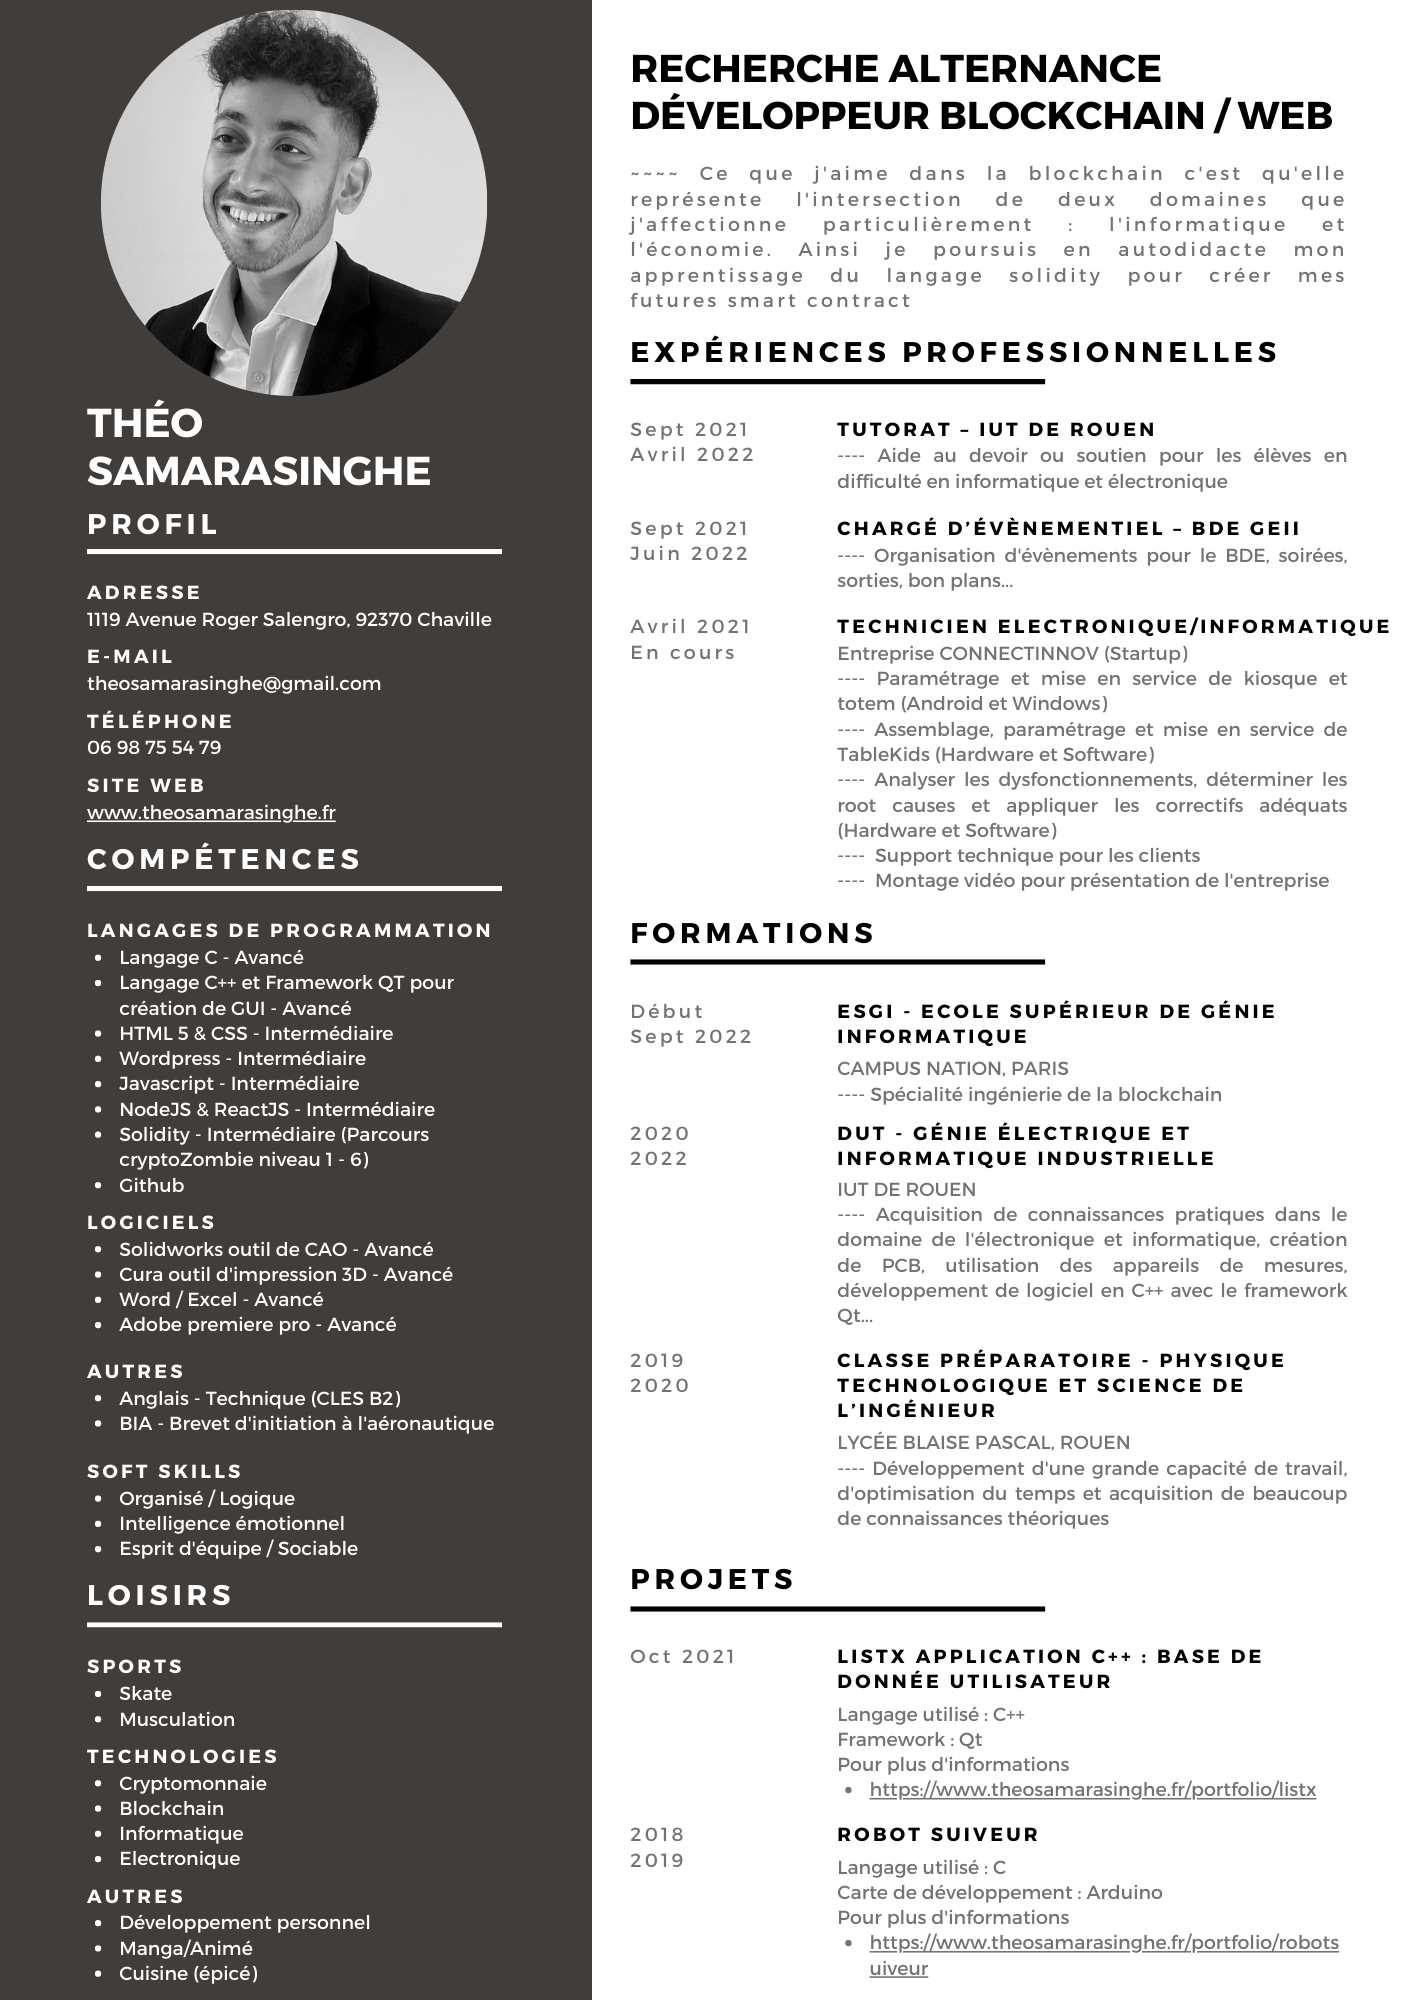 THÉO
SAMARASINGHE
PROFIL
ADRESSE
1119 Avenue Roger Salengro, 92370 Chaville
E-MAIL
theosamarasinghe@gmail.com
TÉLÉPHONE
06 98 75 54 79
SITE WEB
www.theosamarasinghe.fr
COMPÉTENCES
LANGAGES DE PROGRAMMATION
• Langage C - Avancé
• Langage C++ et Framework QT pour
création de GUI - Avancé
• HTML 5 & CSS - Intermédiaire
• Wordpress - Intermédiaire
• Javascript - Intermédiaire
• NodeJS & ReactJS - Intermédiaire
• Solidity - Intermédiaire (Parcours
cryptoZombie niveau 1 - 6)
• Github
LOGICIELS
• Solidworks outil de CAO - Avancé
• Cura outil d'impression 3D - Avancé
• Word / Excel - Avancé
• Adobe premiere pro - Avancé
AUTRES
• Anglais - Technique (CLES B2)
• BIA - Brevet d'initiation à l'aéronautique
SOFT SKILLS
• Organisé / Logique
• Intelligence émotionnel
• Esprit d'équipe / Sociable
LOISIRS
SPORTS
• Skate
• Musculation
TECHNOLOGIES
• Cryptomonnaie
• Blockchain
• Informatique
• Electronique
AUTRES
• Développement personnel
• Manga/Animé
• Cuisine (épicé)
RECHERCHE ALTERNANCE
DÉVELOPPEUR BLOCKCHAIN / WEB
~~~~ Ce que j'aime dans la blockchain c'est qu'elle
représente l'intersection de deux domaines que
j'affectionne particulièrement : l'informatique et
l'économie. Ainsi je poursuis en autodidacte mon
apprentissage du langage solidity pour créer mes
futures smart contract
EXPÉRIENCES PROFESSIONNELLES
Sept 2021
Avril 2022
TUTORAT – IUT DE ROUEN
---- Aide au devoir ou soutien pour les élèves en
difficulté en informatique et électronique
Sept 2021
Juin 2022
CHARGÉ D’ÉVÈNEMENTIEL – BDE GEII
---- Organisation d'évènements pour le BDE, soirées,
sorties, bon plans...
Avril 2021
En cours
TECHNICIEN ELECTRONIQUE/INFORMATIQUE
Entreprise CONNECTINNOV (Startup)
---- Paramétrage et mise en service de kiosque et
totem (Android et Windows)
---- Assemblage, paramétrage et mise en service de
TableKids (Hardware et Software)
---- Analyser les dysfonctionnements, déterminer les
root causes et appliquer les correctifs adéquats
(Hardware et Software)
---- Support technique pour les clients
---- Montage vidéo pour présentation de l'entreprise
FORMATIONS
Début
Sept 2022
ESGI - ECOLE SUPÉRIEUR DE GÉNIE
INFORMATIQUE
CAMPUS NATION, PARIS
---- Spécialité ingénierie de la blockchain
2020
2022
DUT - GÉNIE ÉLECTRIQUE ET
INFORMATIQUE INDUSTRIELLE
IUT DE ROUEN
---- Acquisition de connaissances pratiques dans le
domaine de l'électronique et informatique, création
de PCB, utilisation des appareils de mesures,
développement de logiciel en C++ avec le framework
Qt...
2019
2020
CLASSE PRÉPARATOIRE - PHYSIQUE
TECHNOLOGIQUE ET SCIENCE DE
L’INGÉNIEUR
LYCÉE BLAISE PASCAL, ROUEN
---- Développement d'une grande capacité de travail,
d'optimisation du temps et acquisition de beaucoup
de connaissances théoriques
PROJETS
Oct 2021
LISTX APPLICATION C++ : BASE DE
DONNÉE UTILISATEUR
Langage utilisé : C++
Framework : Qt
Pour plus d'informations
• https://www.theosamarasinghe.fr/portfolio/listx
2018
2019
ROBOT SUIVEUR
Langage utilisé : C
Carte de développement : Arduino
Pour plus d'informations
• https://www.theosamarasinghe.fr/portfolio/robots
uiveur